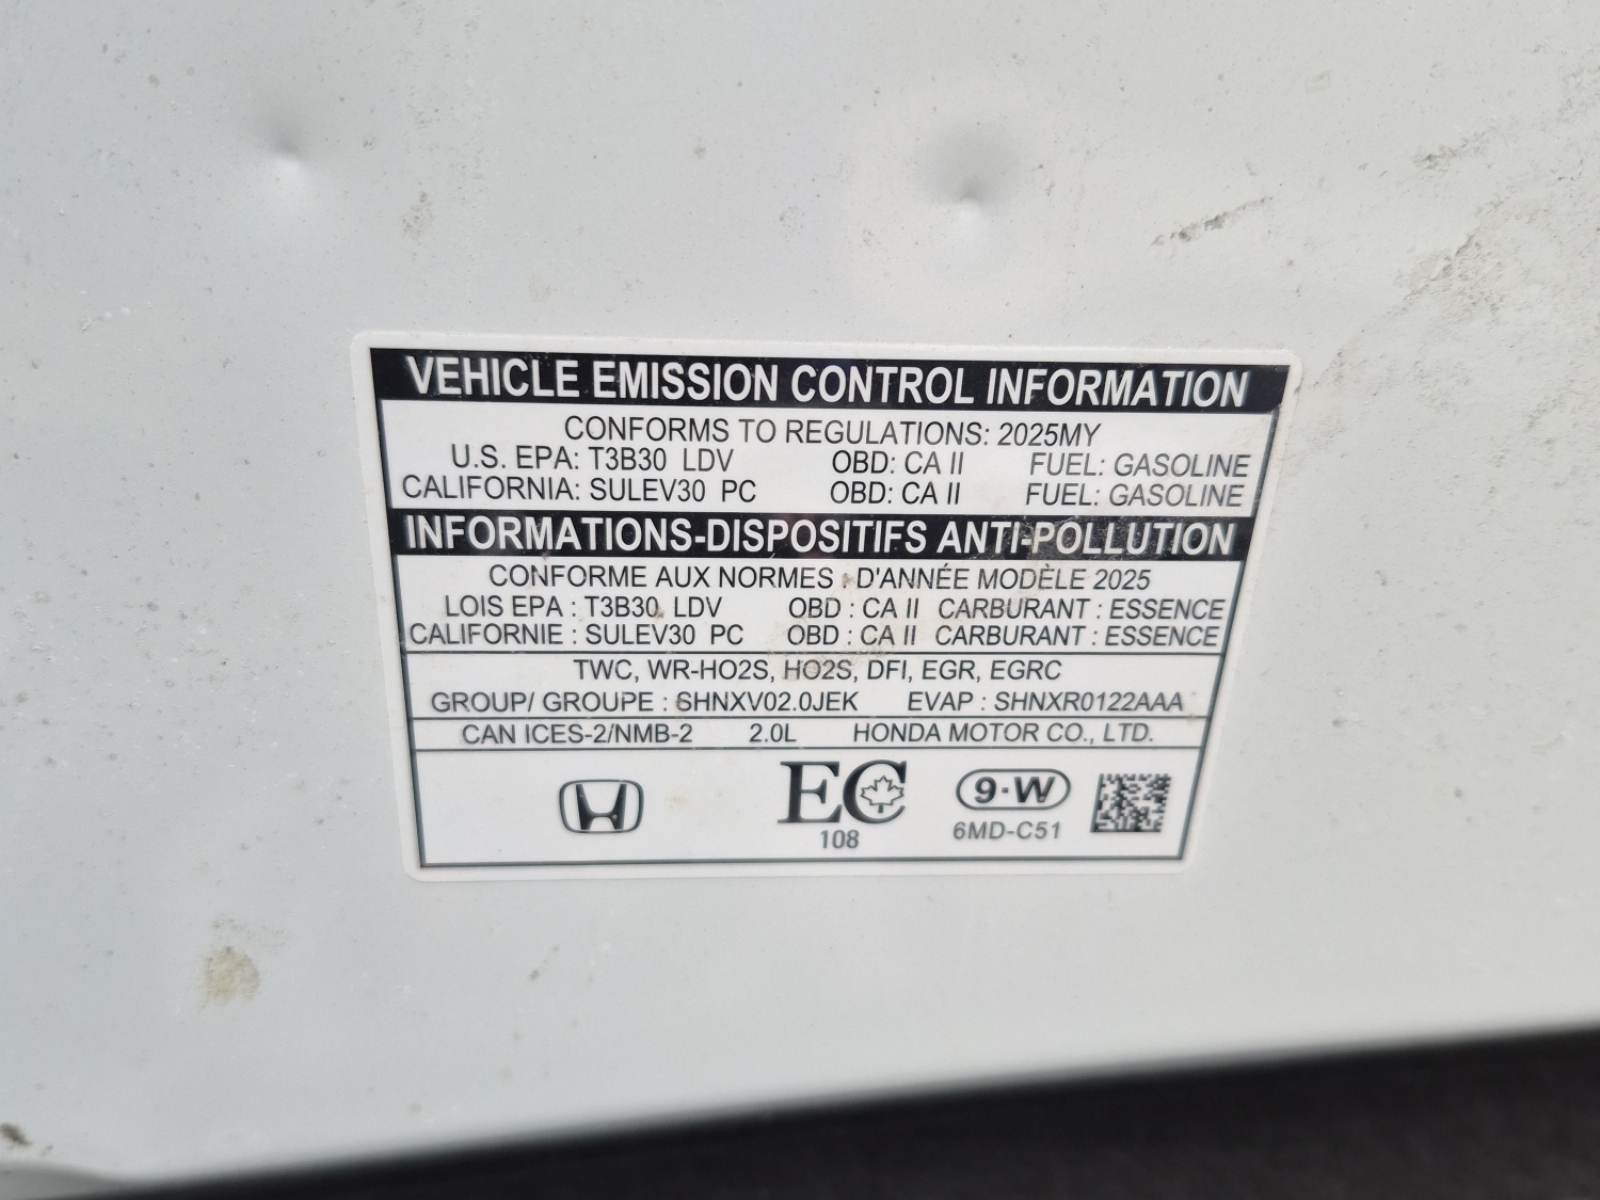 VEHICLE EMISSION CONTROL INFORMATION
CONFORMS TO REGULATIONS: 2025MY
U.S. EPA: T3B30 LDV OBD: CA II FUEL: GASOLINE
CALIFORNIA: SULEV30 PC OBD: CA II FUEL: GASOLINE
INFORMATIONS-DISPOSITIFS ANTI-POLLUTION
CONFORME AUX NORMES : D'ANNÉE MODÈLE 2025
LOIS EPA : T3B30 LDV OBD : CA II CARBURANT : ESSENCE
CALIFORNIE : SULEV30 PC OBD : CA II CARBURANT : ESSENCE
TWC, WR-HO2S, HO2S, DFI, EGR, EGRC
GROUP/ GROUPE : SHNXV02.0JEK EVAP : SHNXR0122AAA
CAN ICES-2/NMB-2 2.0L HONDA MOTOR CO., LTD.
EC 9·W
108 6MD-C51